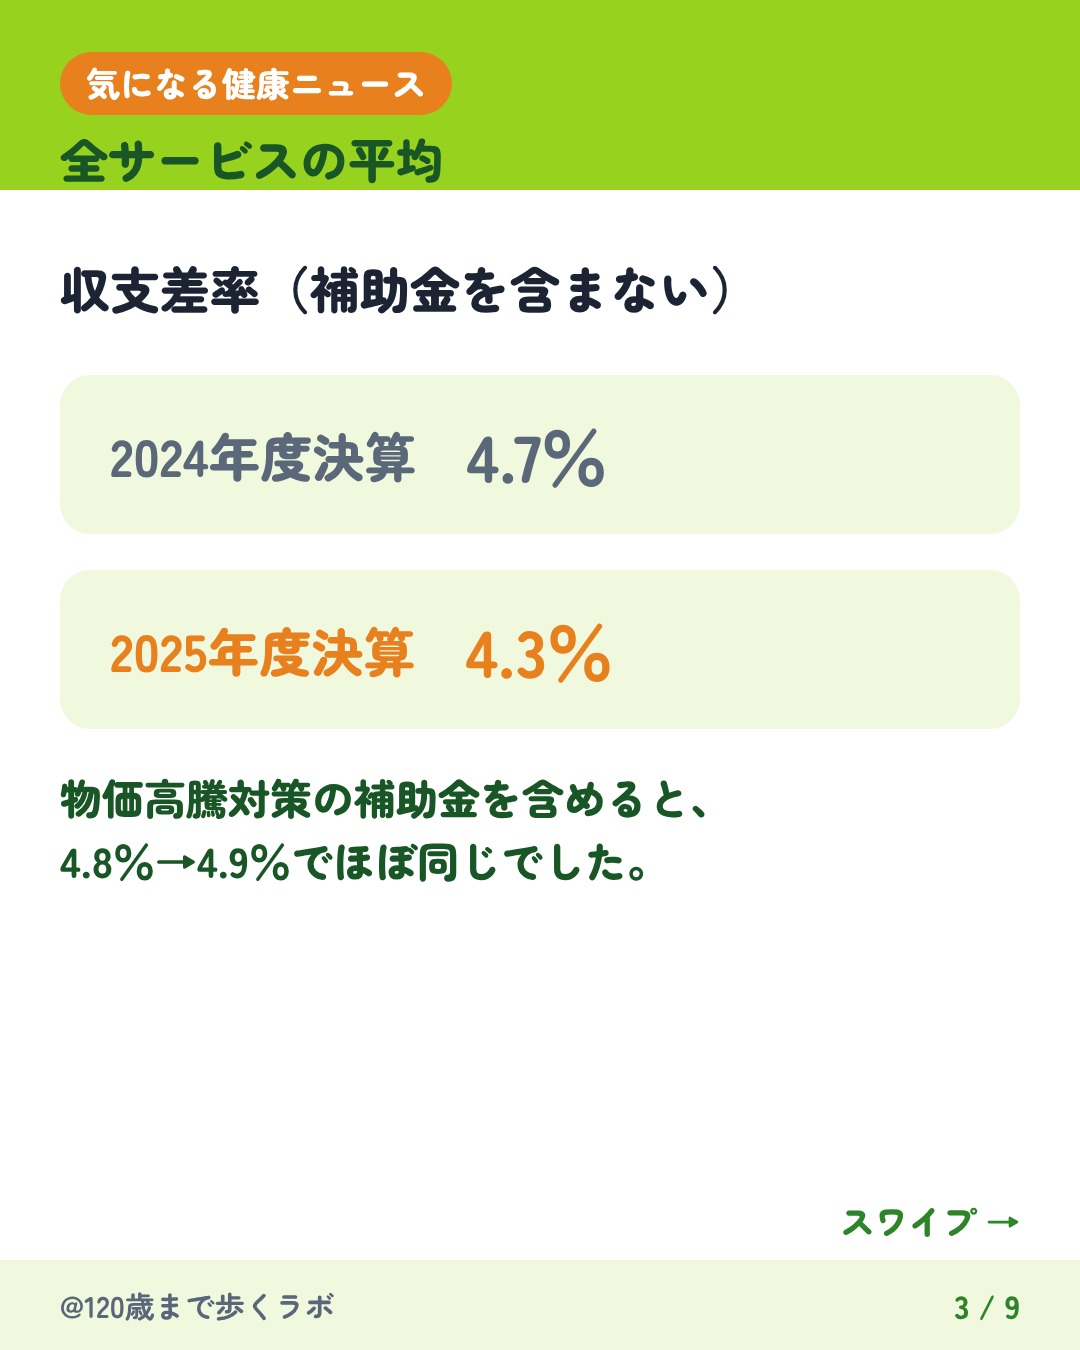 気になる健康ニュース
全サービスの平均
収支差率（補助金を含まない）
2024年度決算 4.7%
2025年度決算 4.3%
物価高騰対策の補助金を含めると、
4.8%→4.9%でほぼ同じでした。
スワイプ →
@120歳まで歩くラボ
3 / 9